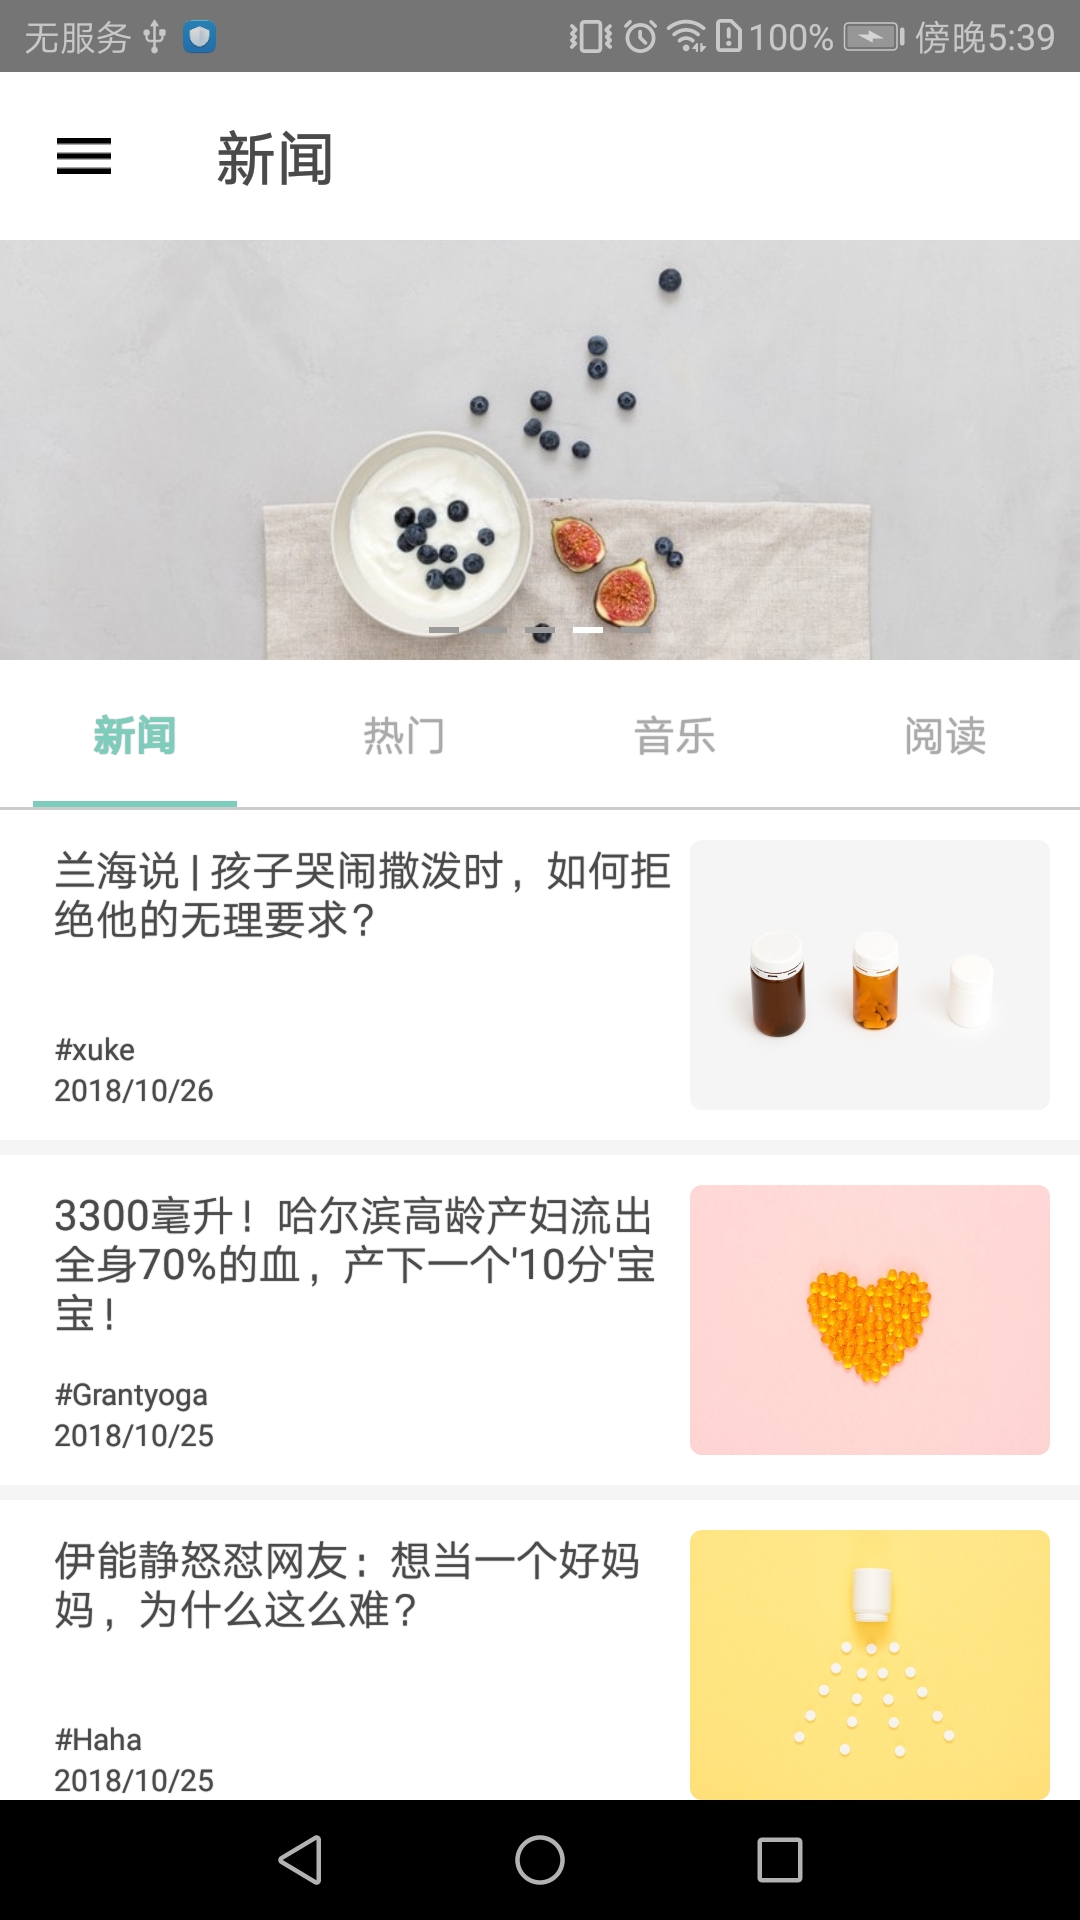 无服务 100% 傍晚5:39
新闻
新闻 热门 音乐 阅读
兰海说 | 孩子哭闹撒泼时，如何拒
绝他的无理要求？
#xuke
2018/10/26
3300毫升！哈尔滨高龄产妇流出
全身70%的血，产下一个'10分'宝
宝！
#Grantyoga
2018/10/25
伊能静怒怼网友：想当一个好妈
妈，为什么这么难？
#Haha
2018/10/25